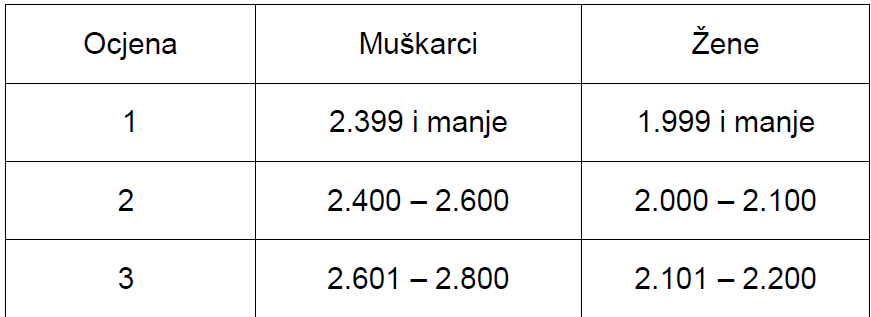 Ocjena Muškarci Žene
1 2.399 i manje 1.999 i manje
2 2.400 – 2.600 2.000 – 2.100
3 2.601 – 2.800 2.101 – 2.200